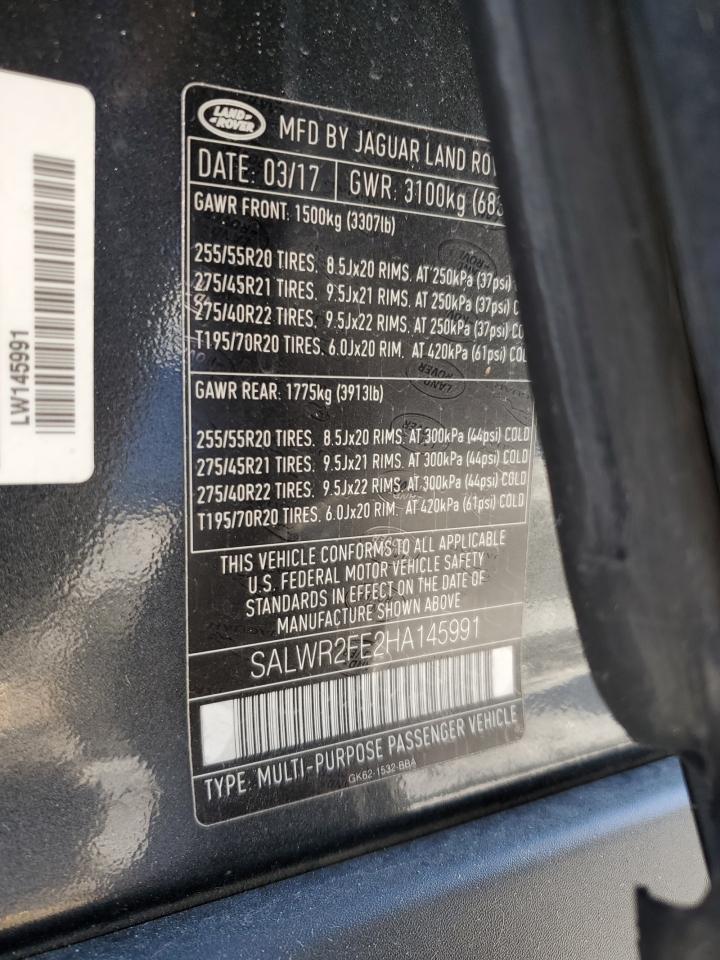 LW145991
LAND ROVER
MFD BY JAGUAR LAND
DATE: 03/17 GWR: 3100kg
GAWR FRONT: 1500kg (3307lb)
255/55R20 TIRES. 8.5Jx20 RIMS. AT 250kPa (37psi)
275/45R21 TIRES. 9.5Jx21 RIMS. AT 250kPa (37psi)
275/40R22 TIRES. 9.5Jx22 RIMS. AT 250kPa (37psi)
T195/70R20 TIRES. 6.0Jx20 RIM. AT 420kPa (61psi)
GAWR REAR: 1775kg (3913lb)
255/55R20 TIRES. 8.5Jx20 RIMS. AT 300kPa (44psi) COLD
275/45R21 TIRES. 9.5Jx21 RIMS. AT 300kPa (44psi) COLD
275/40R22 TIRES. 9.5Jx22 RIMS. AT 300kPa (44psi) COLD
T195/70R20 TIRES. 6.0Jx20 RIM. AT 420kPa (61psi) COLD
THIS VEHICLE CONFORMS TO ALL APPLICABLE
U.S. FEDERAL MOTOR VEHICLE SAFETY
STANDARDS IN EFFECT ON THE DATE OF
MANUFACTURE SHOWN ABOVE
SALWR2FE2HA145991
TYPE: MULTI-PURPOSE PASSENGER VEHICLE
GK62-1532-BBA